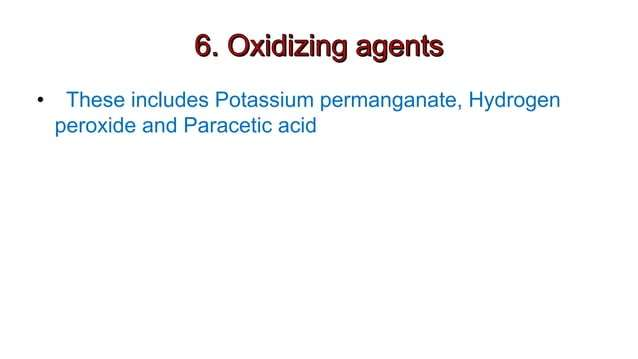 6. Oxidizing agents
• These includes Potassium permanganate, Hydrogen
peroxide and Paracetic acid